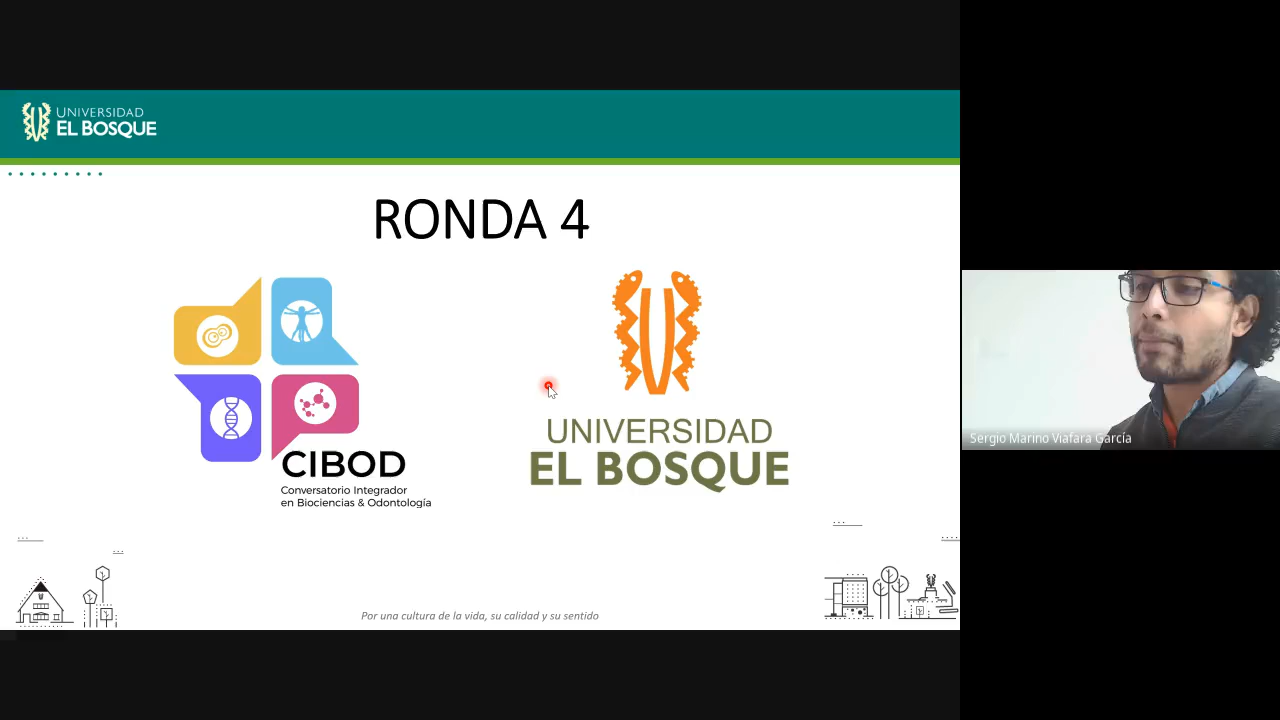 UNIVERSIDAD
EL BOSQUE
RONDA 4
CIBOD
Conversatorio Integrador
en Biociencias & Odontología
UNIVERSIDAD
EL BOSQUE
Por una cultura de la vida, su calidad y su sentido
Sergio Marino Viafara García